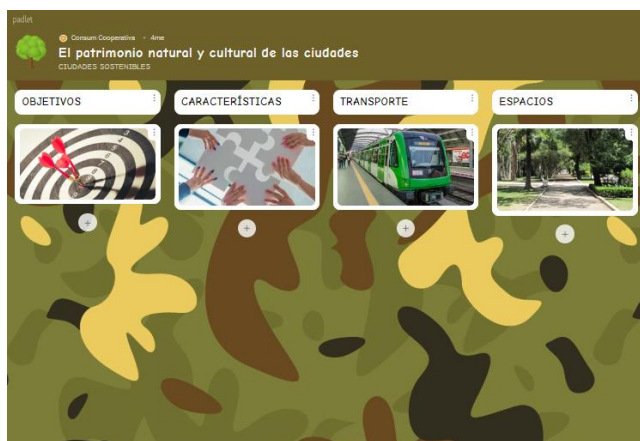 padlet
Consum Cooperativa • 4me
El patrimonio natural y cultural de las ciudades
CIUDADES SOSTENIBLES
OBJETIVOS
CARACTERÍSTICAS
TRANSPORTE
ESPACIOS